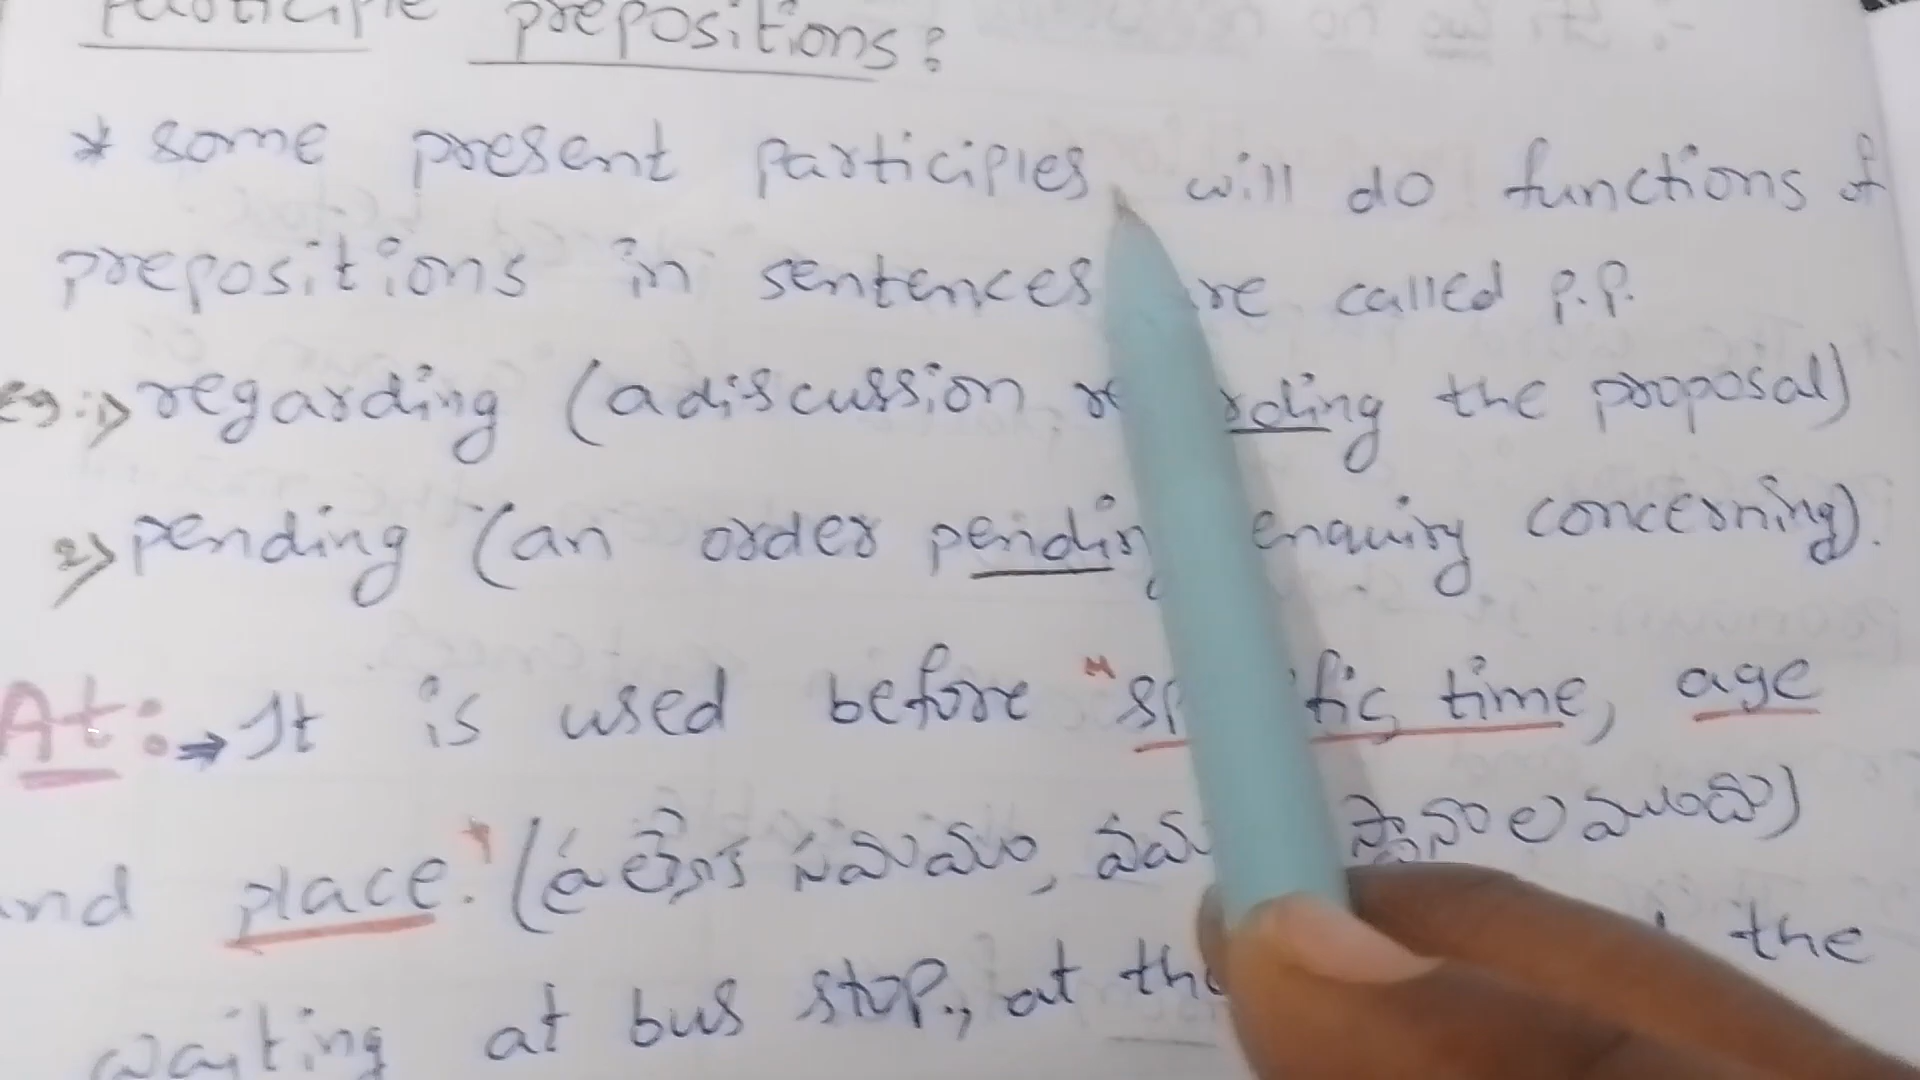 participle prepositions:
* some present participles will do functions of
prepositions in sentences are called P.P.
eg:-1) regarding (a discussion regarding the proposal)
2) pending (an order pending enquiry concerning).
At: → It is used before "specific time, age
and place." (సమయం, ముందు)
waiting at bus stop., at the the